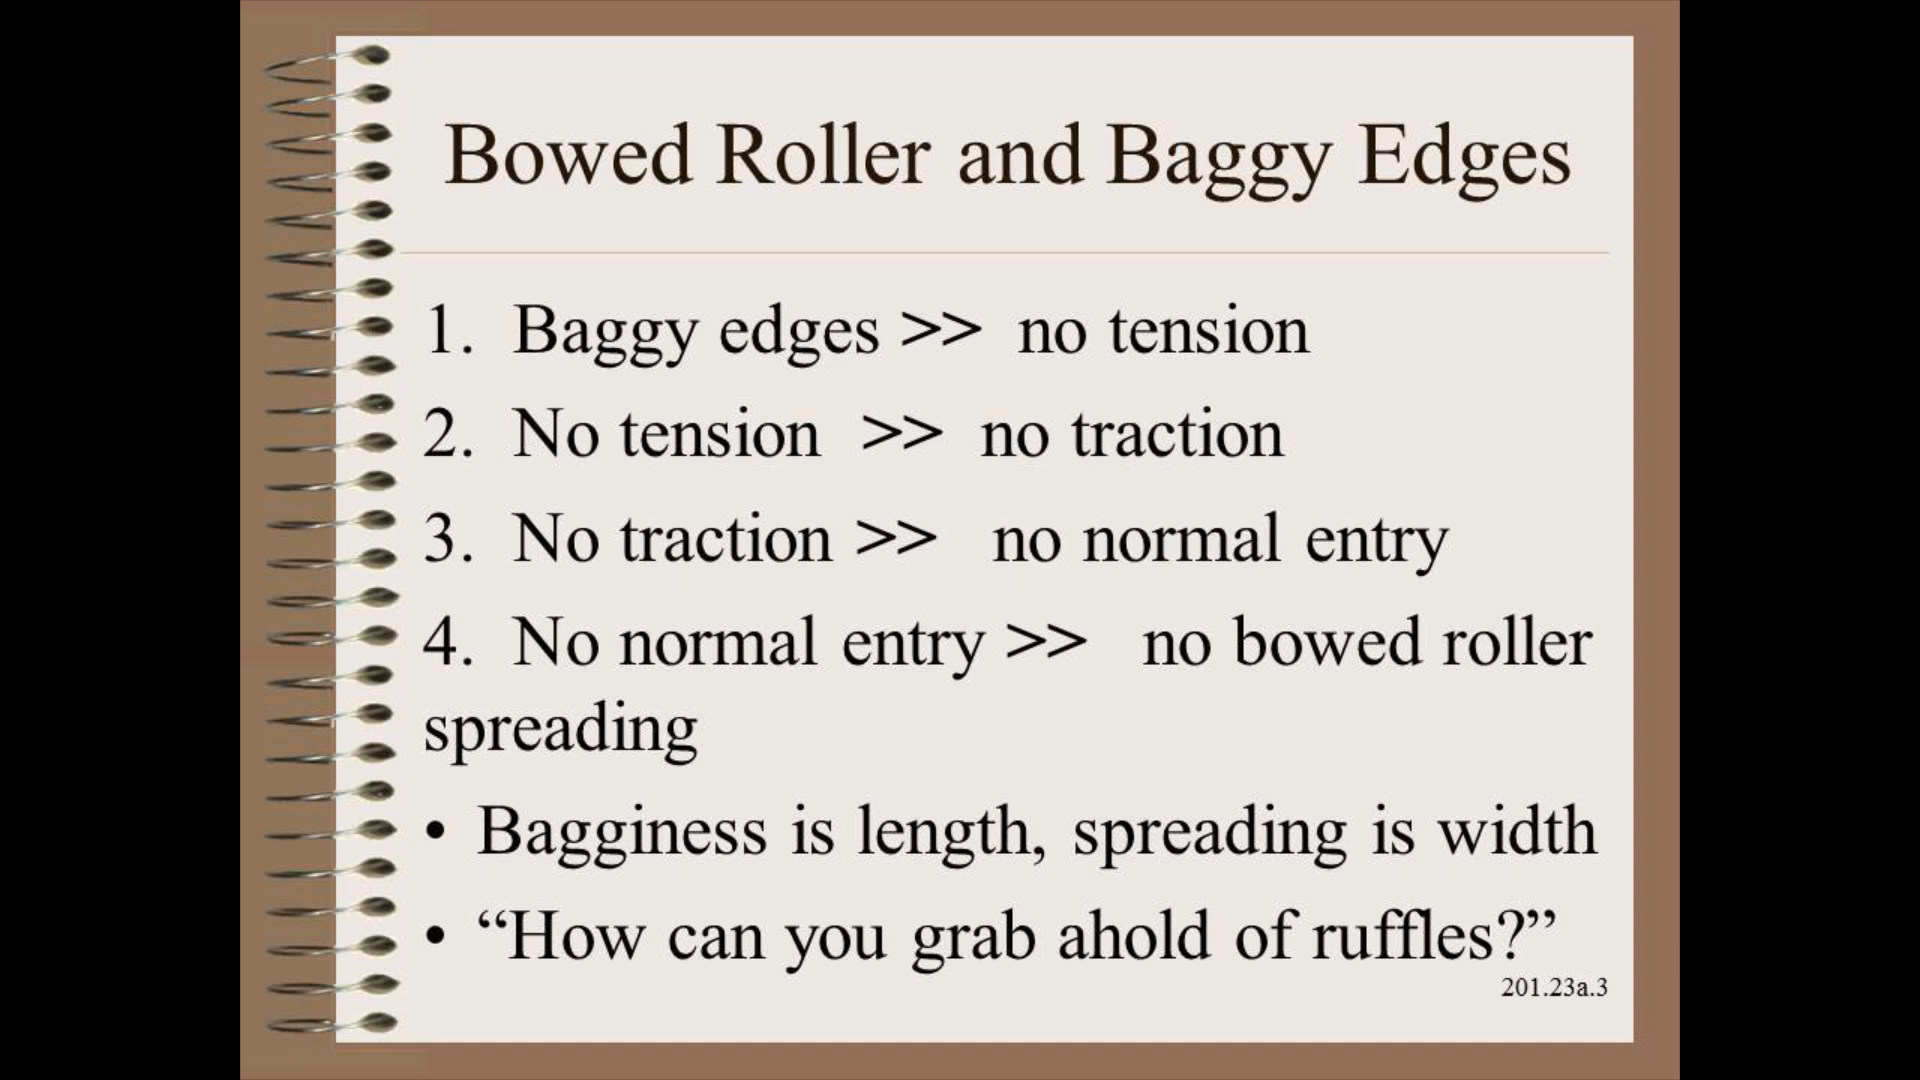 Bowed Roller and Baggy Edges
1. Baggy edges >> no tension
2. No tension >> no traction
3. No traction >> no normal entry
4. No normal entry >> no bowed roller
spreading
• Bagginess is length, spreading is width
• “How can you grab ahold of ruffles?”
201.23a.3